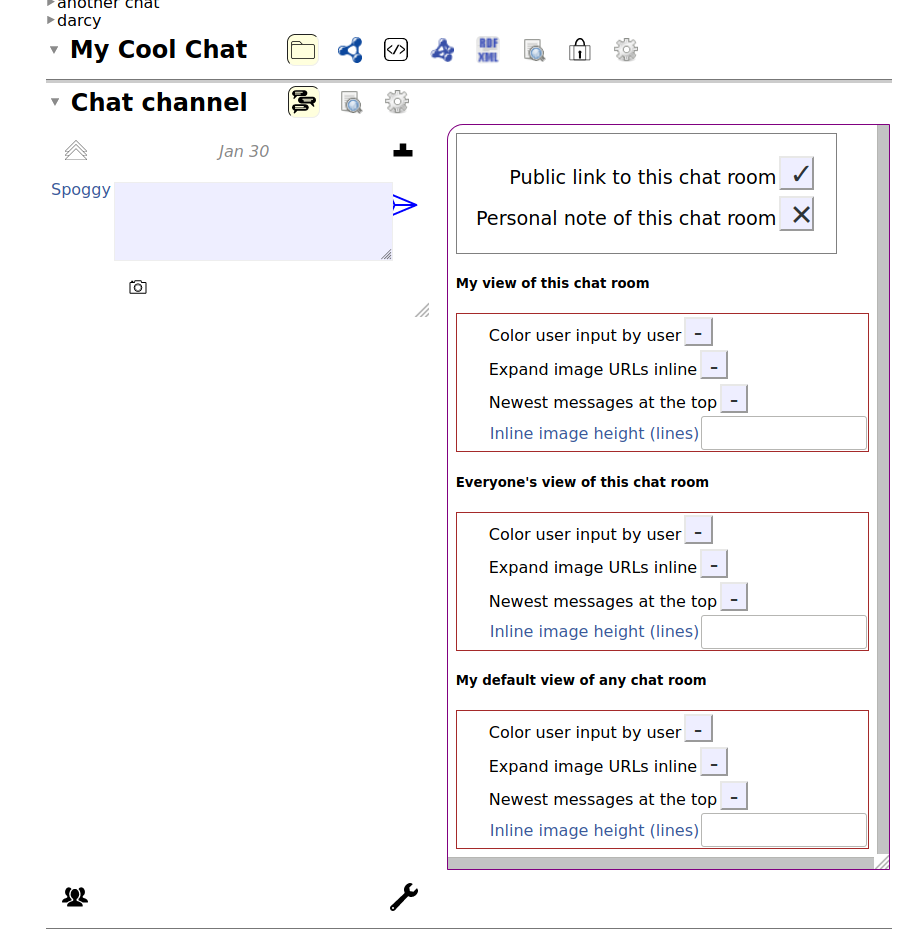 another chat
darcy
My Cool Chat
</>
RDF
XML
Chat channel
Jan 30
Spoggy
Public link to this chat room ✓
Personal note of this chat room ✕
My view of this chat room
Color user input by user -
Expand image URLs inline -
Newest messages at the top -
Inline image height (lines)
Everyone's view of this chat room
Color user input by user -
Expand image URLs inline -
Newest messages at the top -
Inline image height (lines)
My default view of any chat room
Color user input by user -
Expand image URLs inline -
Newest messages at the top -
Inline image height (lines)